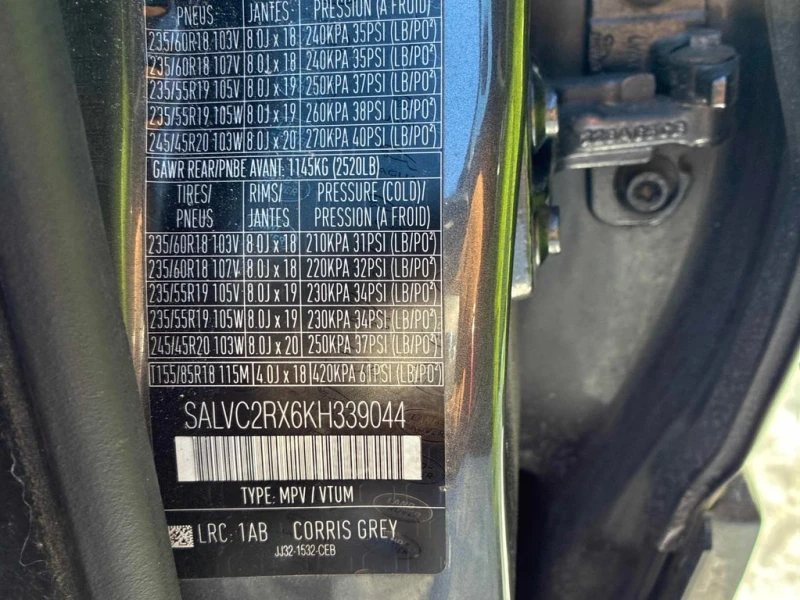 PNEUS JANTES PRESSION (A FROID)
235/60R18 103V 8.0J x 18 240KPA 35PSI (LB/PO²)
235/60R18 107V 8.0J x 18 240KPA 35PSI (LB/PO²)
235/55R19 105V 8.0J x 19 250KPA 37PSI (LB/PO²)
235/55R19 105W 8.0J x 19 260KPA 38PSI (LB/PO²)
245/45R20 103W 8.0J x 20 270KPA 40PSI (LB/PO²)
GAWR REAR/PNBE AVANT: 1145KG (2520LB)
TIRES/ RIMS/ PRESSURE (COLD)/
PNEUS JANTES PRESSION (A FROID)
235/60R18 103V 8.0J x 18 210KPA 31PSI (LB/PO²)
235/60R18 107V 8.0J x 18 220KPA 32PSI (LB/PO²)
235/55R19 105V 8.0J x 19 230KPA 34PSI (LB/PO²)
235/55R19 105W 8.0J x 19 230KPA 34PSI (LB/PO²)
245/45R20 103W 8.0J x 20 250KPA 37PSI (LB/PO²)
T155/85R18 115M 4.0J x 18 420KPA 61PSI (LB/PO²)
SALVC2RX6KH339044
TYPE: MPV / VTUM
LRC: 1AB CORRIS GREY
JJ32-1532-CEB